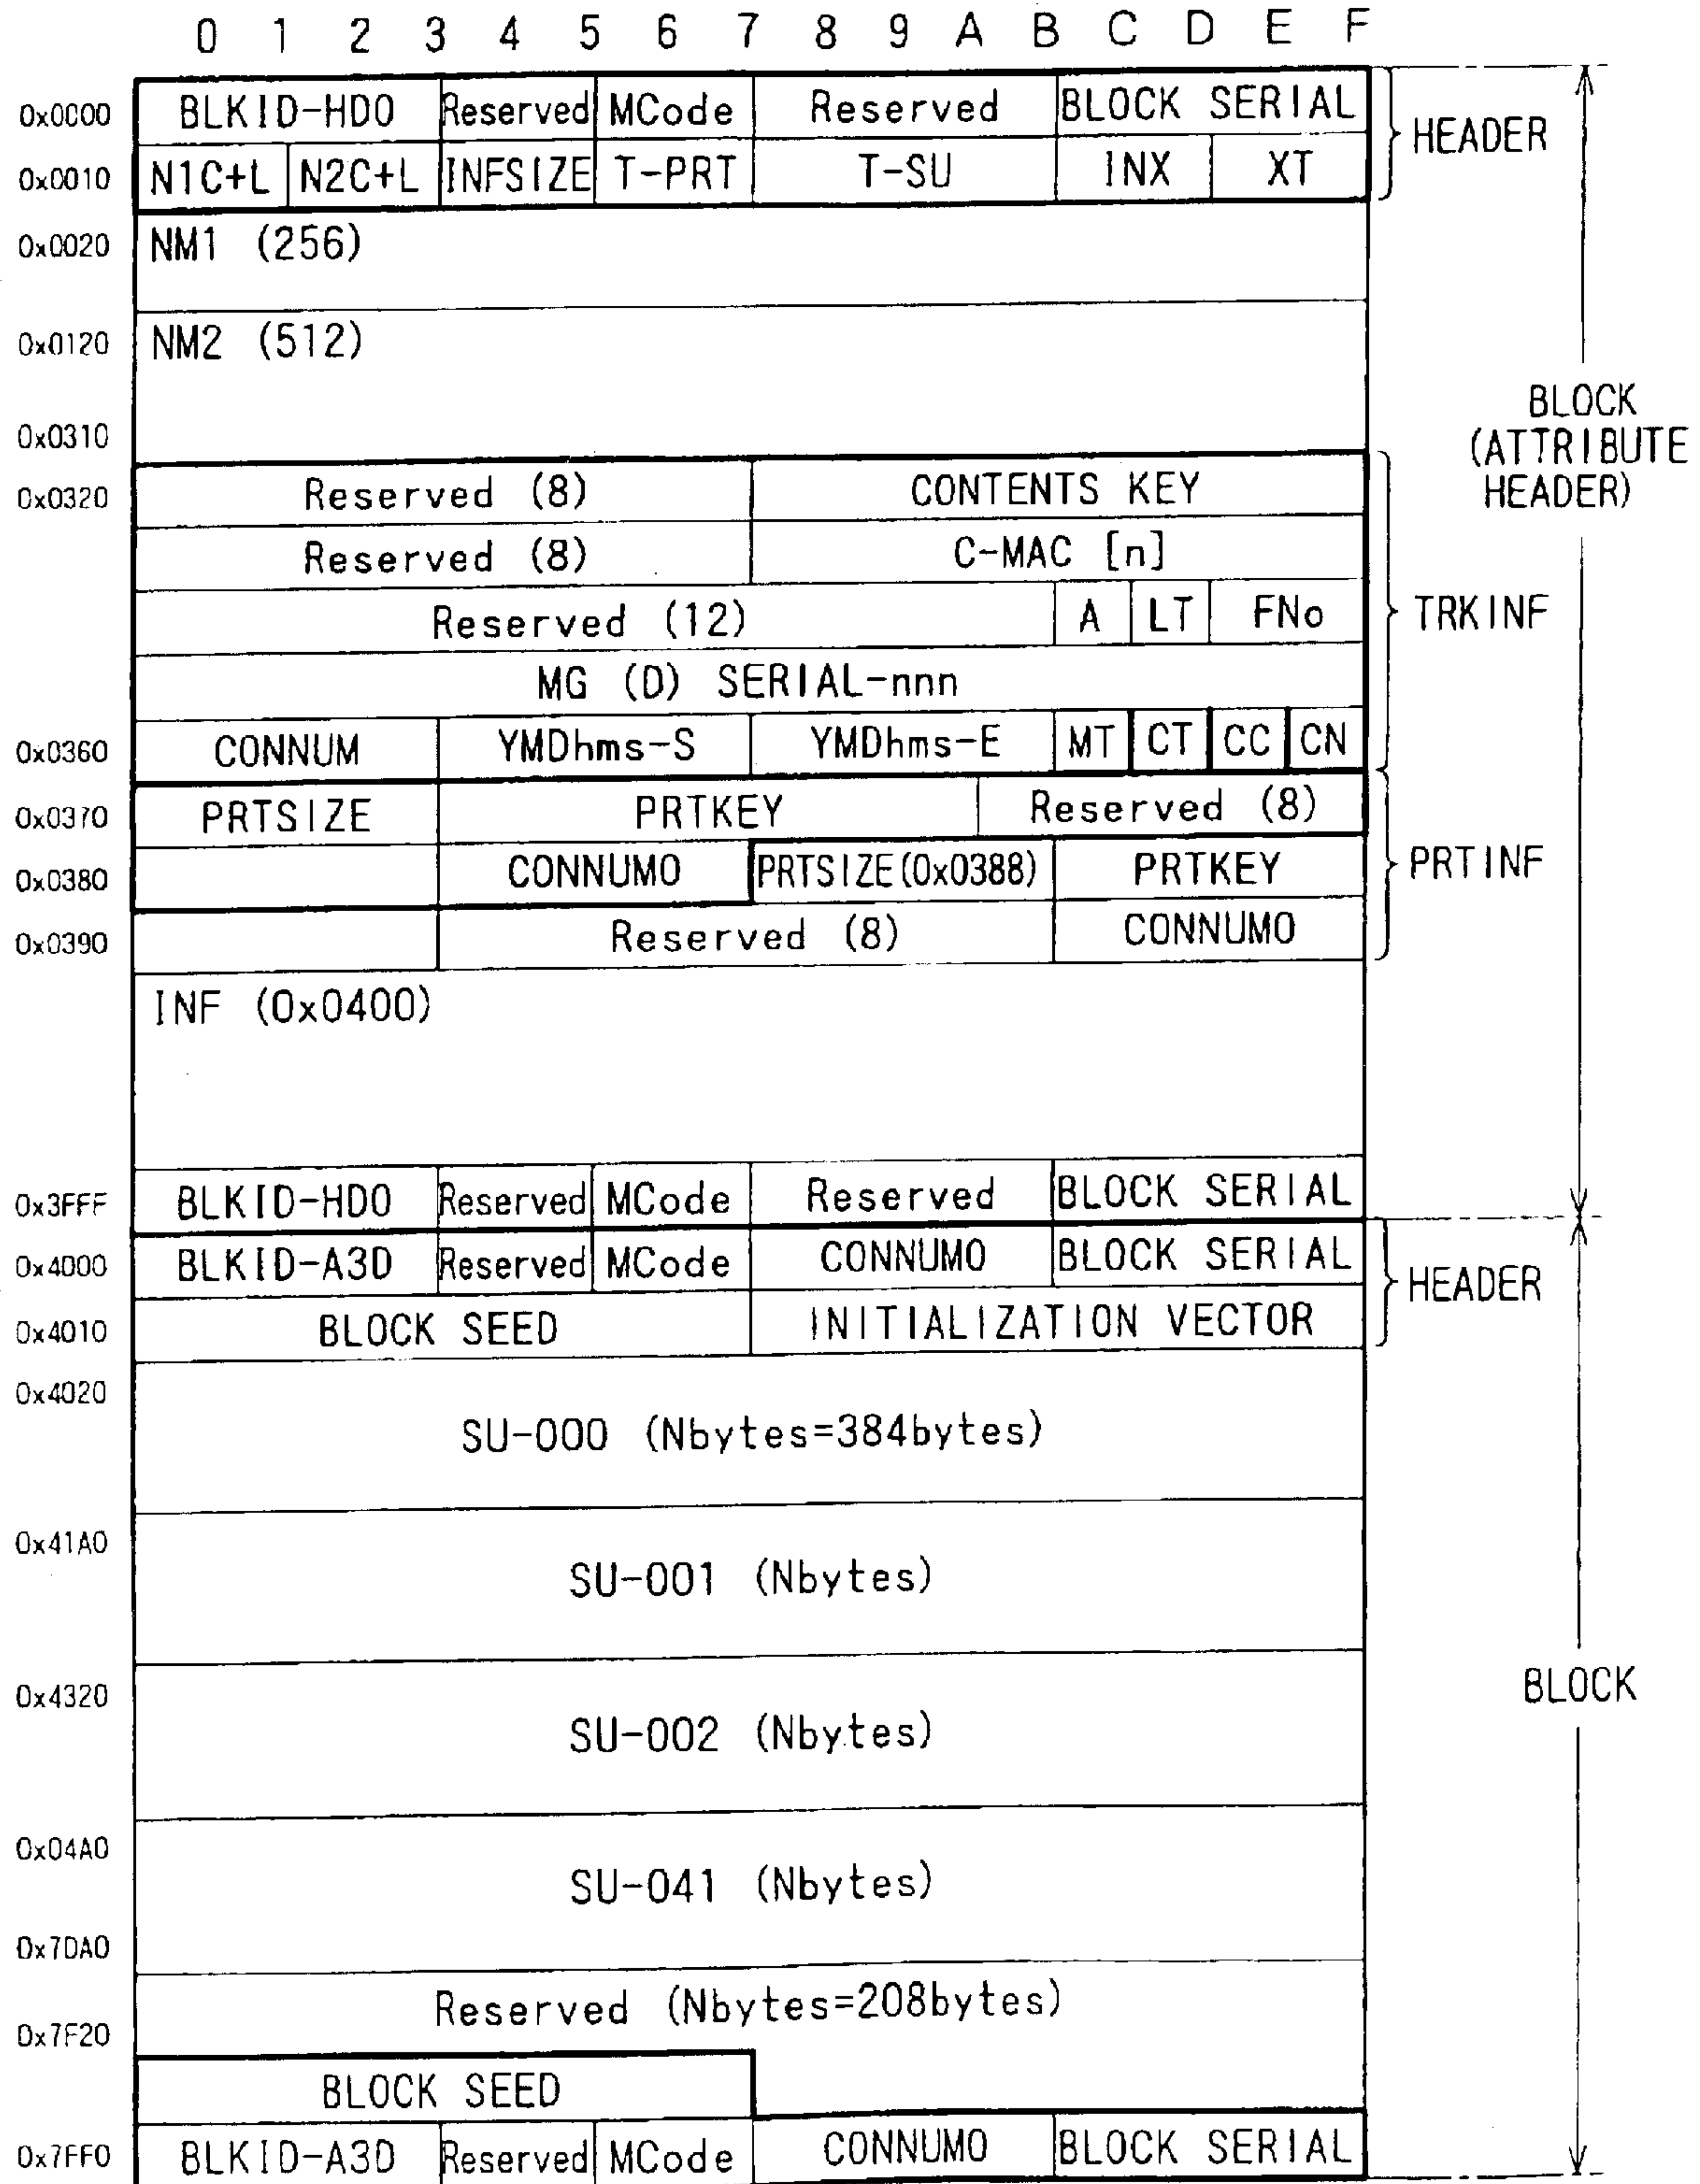 0 1 2 3 4 5 6 7 8 9 A B C D E F
0x0000 BLKID-HD0 Reserved MCode Reserved BLOCK SERIAL
HEADER
0x0010 N1C+L N2C+L INFSIZE T-PRT T-SU INX XT
0x0020 NM1 (256)
0x0120 NM2 (512)
0x0310
BLOCK
(ATTRIBUTE
HEADER)
0x0320 Reserved (8) CONTENTS KEY
Reserved (8) C-MAC [n]
Reserved (12) A LT FNo TRKINF
MG (D) SERIAL-nnn
0x0360 CONNUM YMDhms-S YMDhms-E MT CT CC CN
0x0370 PRTSIZE PRTKEY Reserved (8)
0x0380 CONNUM0 PRTSIZE(0x0388) PRTKEY PRTINF
0x0390 Reserved (8) CONNUM0
INF (0x0400)
0x3FFF BLKID-HD0 Reserved MCode Reserved BLOCK SERIAL
0x4000 BLKID-A3D Reserved MCode CONNUM0 BLOCK SERIAL
HEADER
0x4010 BLOCK SEED INITIALIZATION VECTOR
0x4020
SU-000 (Nbytes=384bytes)
0x41A0
SU-001 (Nbytes)
0x4320
BLOCK
SU-002 (Nbytes)
0x04A0
SU-041 (Nbytes)
0x7DA0
Reserved (Nbytes=208bytes)
0x7F20
BLOCK SEED
0x7FF0 BLKID-A3D Reserved MCode CONNUM0 BLOCK SERIAL